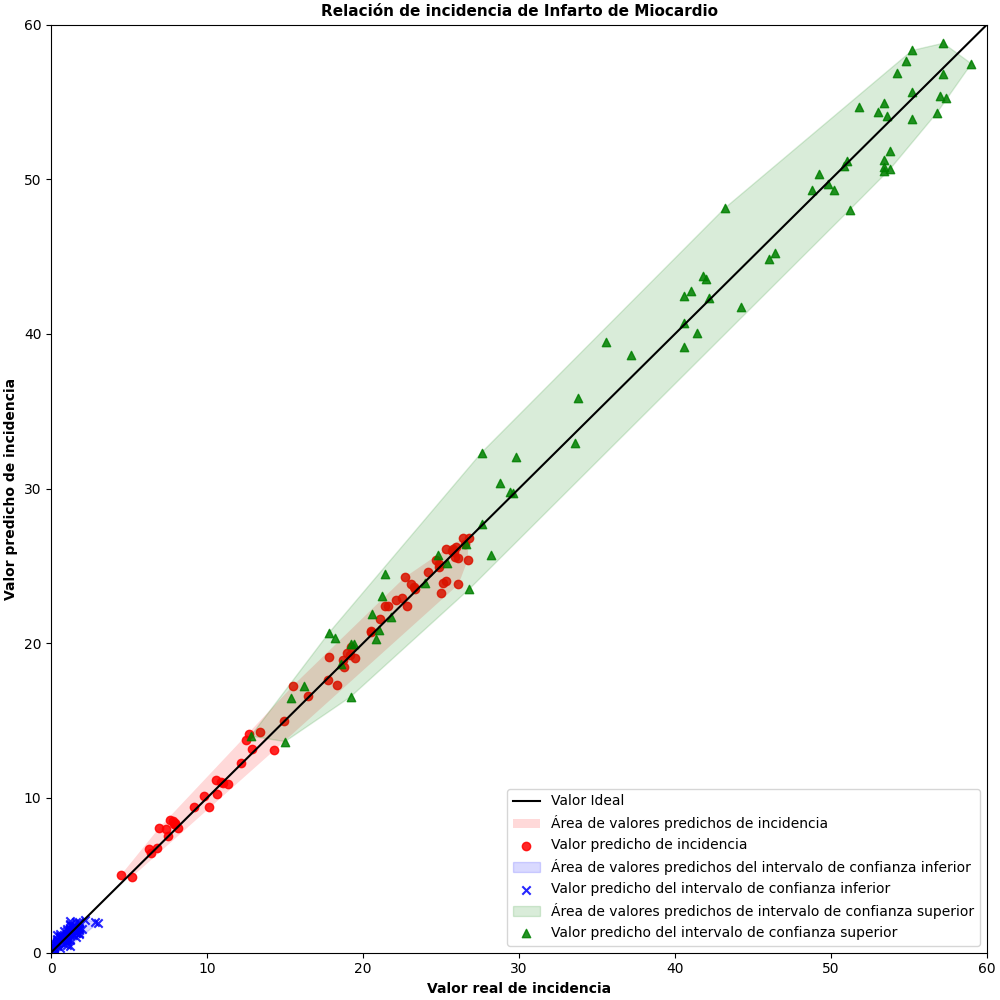 Relación de incidencia de Infarto de Miocardio
60
50
40
30
20
10
0
Valor predicho de incidencia
Valor Ideal
Área de valores predichos de incidencia
Valor predicho de incidencia
Área de valores predichos del intervalo de confianza inferior
Valor predicho del intervalo de confianza inferior
Área de valores predichos de intervalo de confianza superior
Valor predicho del intervalo de confianza superior
0 10 20 30 40 50 60
Valor real de incidencia